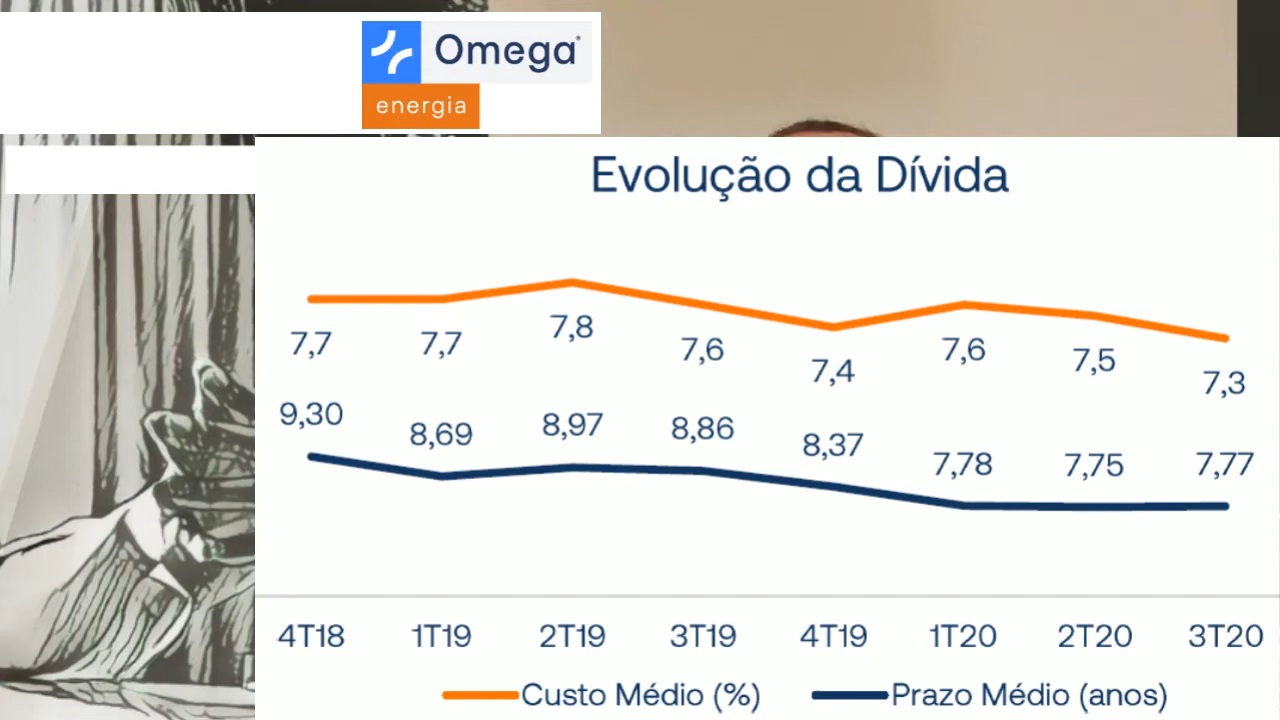 Omega
energia
Evolução da Dívida
7,7 7,7 7,8 7,6 7,4 7,6 7,5 7,3
9,30 8,69 8,97 8,86 8,37 7,78 7,75 7,77
4T18 1T19 2T19 3T19 4T19 1T20 2T20 3T20
Custo Médio (%) Prazo Médio (anos)